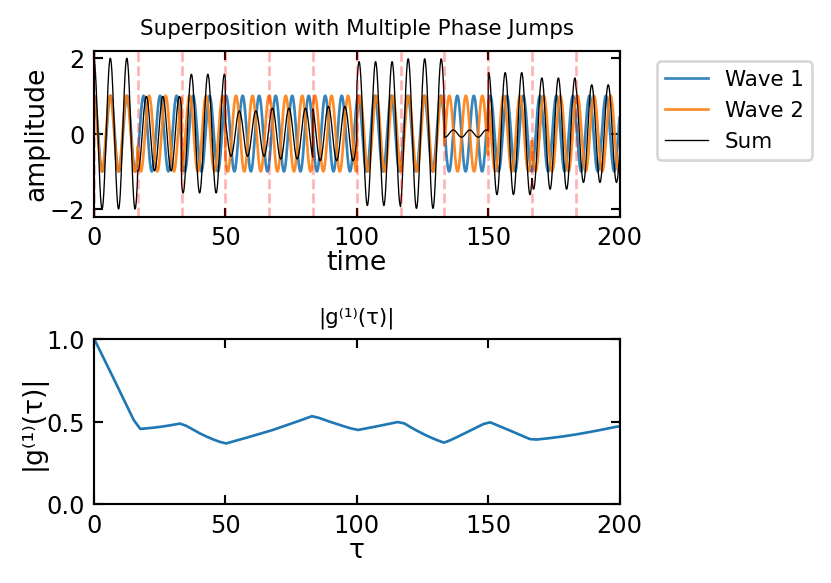 Superposition with Multiple Phase Jumps
amplitude
2
0
−2
0 50 100 150 200
time
Wave 1
Wave 2
Sum
|g⁽¹⁾(τ)|
|g⁽¹⁾(τ)|
1.0
0.5
0.0
0 50 100 150 200
τ